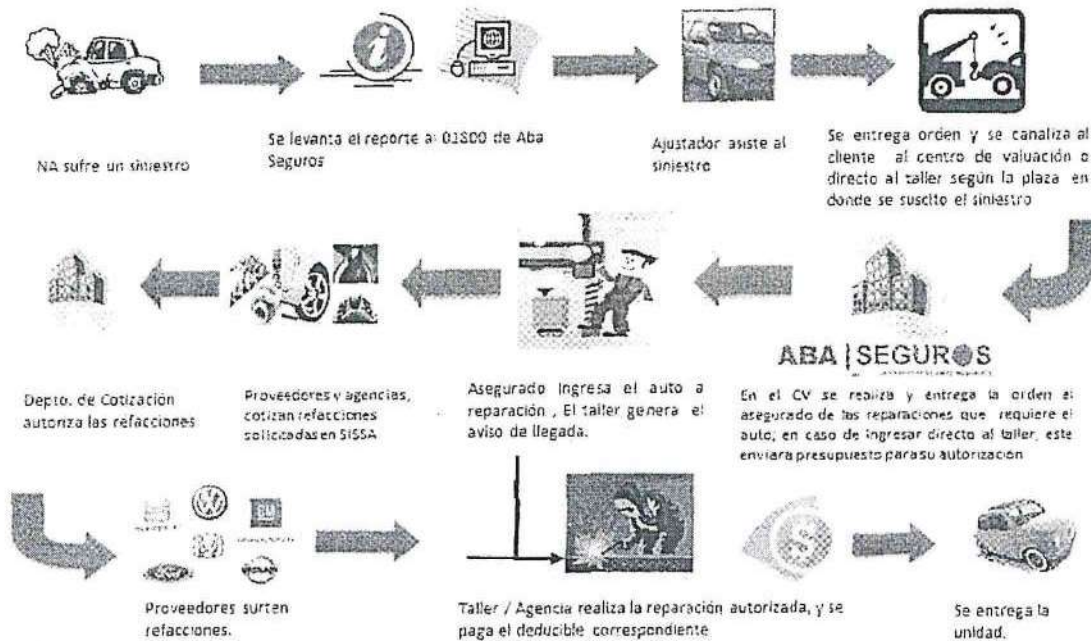 NA sufre un siniestro
Se levanta el reporte al 01800 de Aba
Seguros
Ajustador asiste al
siniestro
Se entrega orden y se canaliza al
cliente al centro de valuación o
directo al taller según la plaza en
donde se suscito el siniestro
Depto. de Cotización
autoriza las refacciones
Proveedores y agencias,
cotizan refacciones
solicitadas en SISSA
Asegurado ingresa el auto a
reparación , El taller genera el
aviso de llegada.
ABA | SEGUROS
En el CV se realiza y entrega la orden al
asegurado de las reparaciones que requiere el
auto, en caso de ingresar directo al taller, este
enviara presupuesto para su autorización
GM
NISSAN
Proveedores surten
refacciones.
Taller / Agencia realiza la reparación autorizada, y se
paga el deducible correspondiente
$
Se entrega la
unidad.